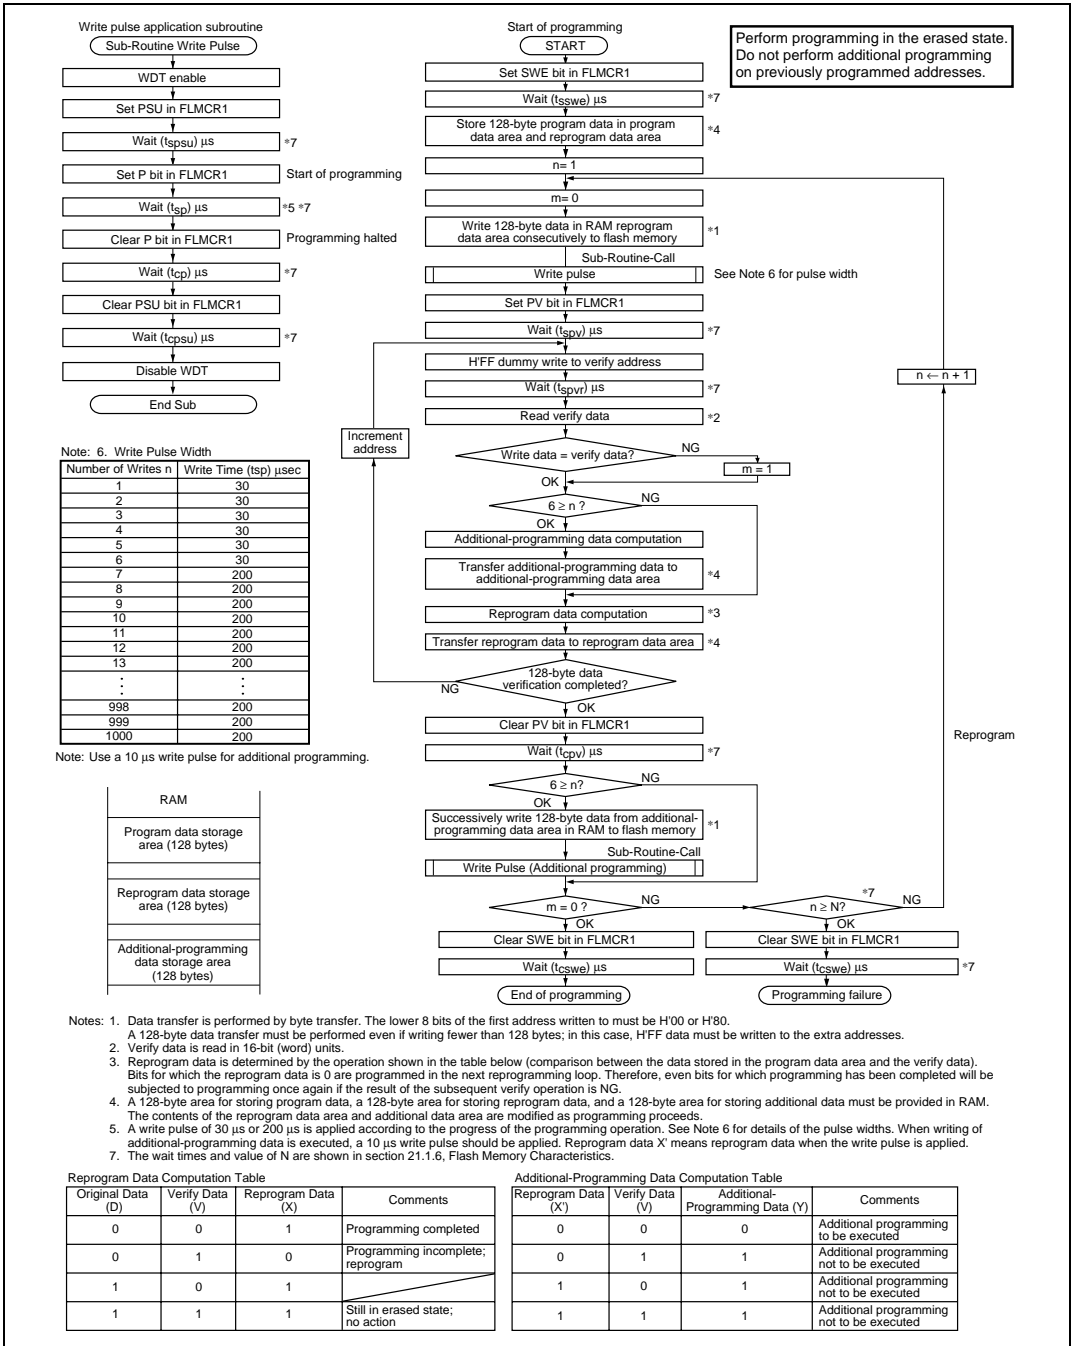 Write pulse application subroutine
Sub-Routine Write Pulse
WDT enable
Set PSU in FLMCR1
Wait (tspsu) µs
*7
Set P bit in FLMCR1
Start of programming
Wait (tsp) µs
*5 *7
Clear P bit in FLMCR1
Programming halted
Wait (tcp) µs
*7
Clear PSU bit in FLMCR1
Wait (tcpsu) µs
*7
Disable WDT
End Sub
Note: 6. Write Pulse Width
Number of Writes n Write Time (tsp) µsec
1 30
2 30
3 30
4 30
5 30
6 30
7 200
8 200
9 200
10 200
11 200
12 200
13 200
⋮ ⋮
998 200
999 200
1000 200
Note: Use a 10 µs write pulse for additional programming.
RAM
Program data storage
area (128 bytes)
Reprogram data storage
area (128 bytes)
Additional-programming
data storage area
(128 bytes)
Start of programming
START
Perform programming in the erased state.
Do not perform additional programming
on previously programmed addresses.
Set SWE bit in FLMCR1
Wait (tsswe) µs
*7
Store 128-byte program data in program
data area and reprogram data area
*4
n= 1
m= 0
Write 128-byte data in RAM reprogram
data area consecutively to flash memory
*1
Sub-Routine-Call
Write pulse
See Note 6 for pulse width
Set PV bit in FLMCR1
Wait (tspv) µs
*7
H'FF dummy write to verify address
Wait (tspvr) µs
*7
Read verify data
*2
Increment
address
n ← n + 1
Write data = verify data?
NG
m = 1
OK
6 ≥ n ?
NG
OK
Additional-programming data computation
Transfer additional-programming data to
additional-programming data area
*4
Reprogram data computation
*3
Transfer reprogram data to reprogram data area
*4
128-byte data
verification completed?
NG
OK
Clear PV bit in FLMCR1
Reprogram
Wait (tcpv) µs
*7
6 ≥ n?
NG
OK
Successively write 128-byte data from additional-
programming data area in RAM to flash memory
*1
Sub-Routine-Call
Write Pulse (Additional programming)
m = 0 ?
NG
*7
n ≥ N?
NG
OK
OK
Clear SWE bit in FLMCR1
Clear SWE bit in FLMCR1
Wait (tcswe) µs
Wait (tcswe) µs
*7
End of programming
Programming failure
Notes: 1. Data transfer is performed by byte transfer. The lower 8 bits of the first address written to must be H'00 or H'80.
A 128-byte data transfer must be performed even if writing fewer than 128 bytes; in this case, H'FF data must be written to the extra addresses.
2. Verify data is read in 16-bit (word) units.
3. Reprogram data is determined by the operation shown in the table below (comparison between the data stored in the program data area and the verify data).
Bits for which the reprogram data is 0 are programmed in the next reprogramming loop. Therefore, even bits for which programming has been completed will be
subjected to programming once again if the result of the subsequent verify operation is NG.
4. A 128-byte area for storing program data, a 128-byte area for storing reprogram data, and a 128-byte area for storing additional data must be provided in RAM.
The contents of the reprogram data area and additional data area are modified as programming proceeds.
5. A write pulse of 30 µs or 200 µs is applied according to the progress of the programming operation. See Note 6 for details of the pulse widths. When writing of
additional-programming data is executed, a 10 µs write pulse should be applied. Reprogram data X' means reprogram data when the write pulse is applied.
7. The wait times and value of N are shown in section 21.1.6, Flash Memory Characteristics.
Reprogram Data Computation Table
Original Data (D) Verify Data (V) Reprogram Data (X) Comments
0 0 1 Programming completed
0 1 0 Programming incomplete; reprogram
1 0 1
1 1 1 Still in erased state; no action
Additional-Programming Data Computation Table
Reprogram Data (X') Verify Data (V) Additional-Programming Data (Y) Comments
0 0 0 Additional programming to be executed
0 1 1 Additional programming not to be executed
1 0 1 Additional programming not to be executed
1 1 1 Additional programming not to be executed